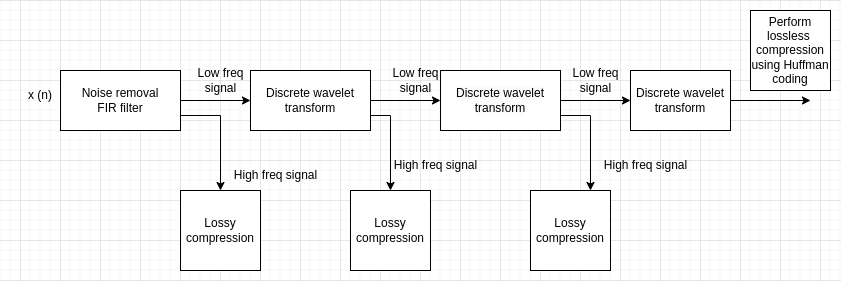 Perform
lossless
compression
using Huffman
coding
Low freq
signal
Low freq
signal
Low freq
signal
x (n)
Noise removal
FIR filter
Discrete wavelet
transform
Discrete wavelet
transform
Discrete wavelet
transform
High freq signal
High freq signal
High freq signal
Lossy
compression
Lossy
compression
Lossy
compression